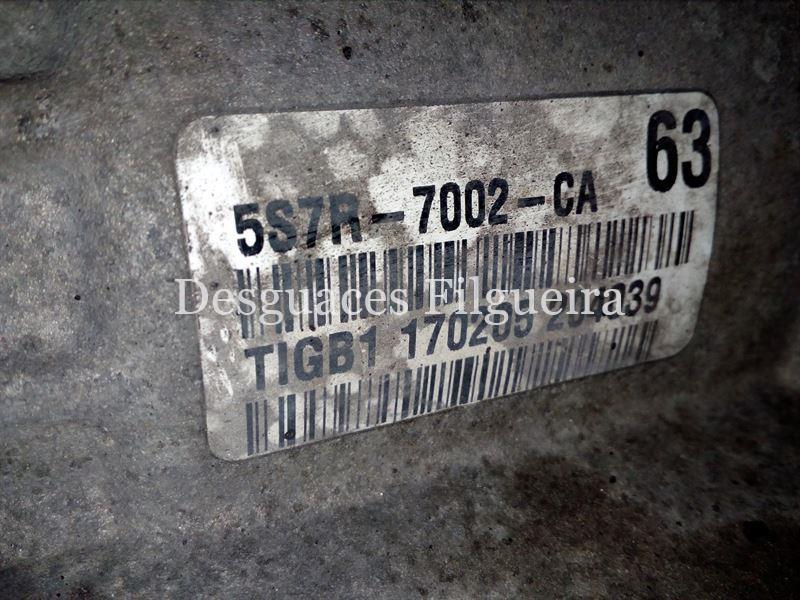 63
5S7R-7002-CA
Desguaces Filgueira
TIGB1 170205